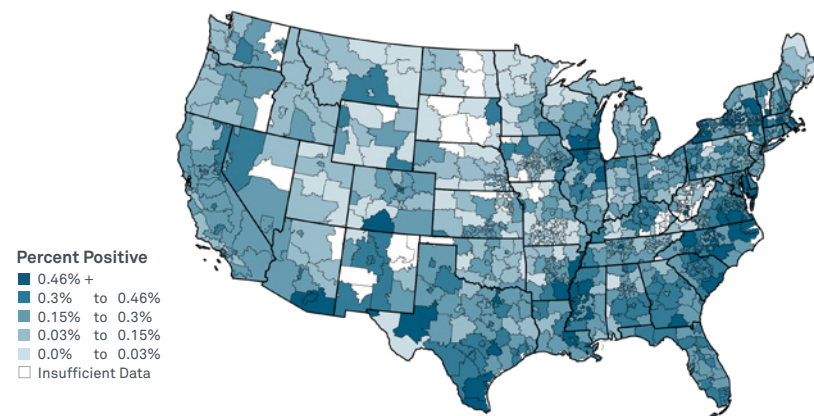 Percent Positive
0.46% +
0.3% to 0.46%
0.15% to 0.3%
0.03% to 0.15%
0.0% to 0.03%
Insufficient Data